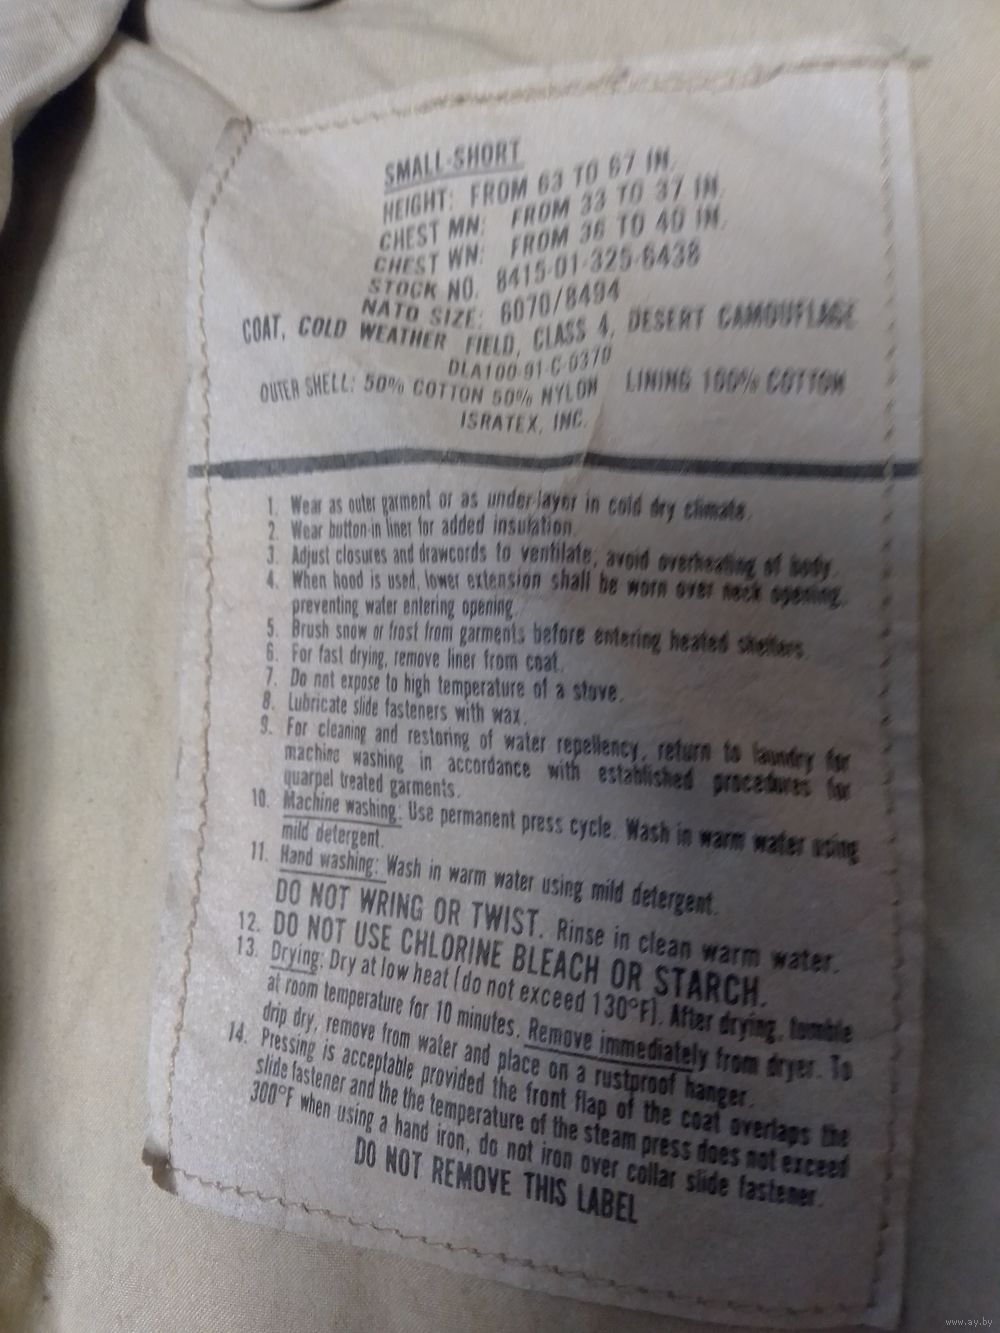 SMALL-SHORT
HEIGHT: FROM 63 TO 67 IN.
CHEST MN: FROM 33 TO 37 IN.
CHEST WN: FROM 36 TO 40 IN.
STOCK NO. 8415-01-325-6438
NATO SIZE: 6070/8494
COAT, COLD WEATHER FIELD, CLASS 4, DESERT CAMOUFLAGE
DLA100-91-C-0370
OUTER SHELL: 50% COTTON 50% NYLON LINING 100% COTTON
ISRATEX, INC.
1. Wear as outer garment or as under-layer in cold dry climate.
2. Wear button-in liner for added insulation.
3. Adjust closures and drawcords to ventilate; avoid overheating of body.
4. When hood is used, lower extension shall be worn over neck opening,
preventing water entering opening.
5. Brush snow or frost from garments before entering heated shelters.
6. For fast drying, remove liner from coat.
7. Do not expose to high temperature of a stove.
8. Lubricate slide fasteners with wax.
9. For cleaning and restoring of water repellency, return to laundry for
machine washing in accordance with established procedures for
quarpel treated garments.
10. Machine washing: Use permanent press cycle. Wash in warm water using
mild detergent.
11. Hand washing: Wash in warm water using mild detergent.
DO NOT WRING OR TWIST. Rinse in clean warm water.
12. DO NOT USE CHLORINE BLEACH OR STARCH.
13. Drying: Dry at low heat (do not exceed 130°F). After drying, tumble
at room temperature for 10 minutes. Remove immediately from dryer. To
drip dry, remove from water and place on a rustproof hanger.
14. Pressing is acceptable provided the front flap of the coat overlaps the
slide fastener and the the temperature of the steam press does not exceed
300°F when using a hand iron, do not iron over collar slide fastener.
DO NOT REMOVE THIS LABEL
www.ay.by